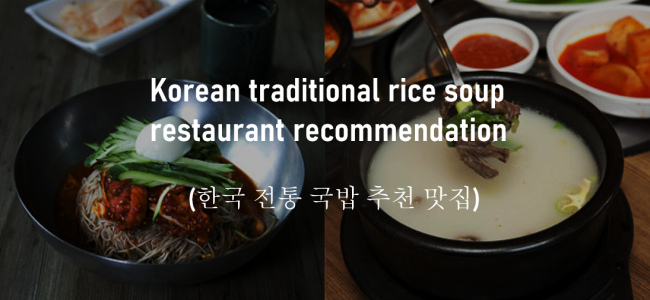 Korean traditional rice soup
restaurant recommendation
(한국 전통 국밥 추천 맛집)